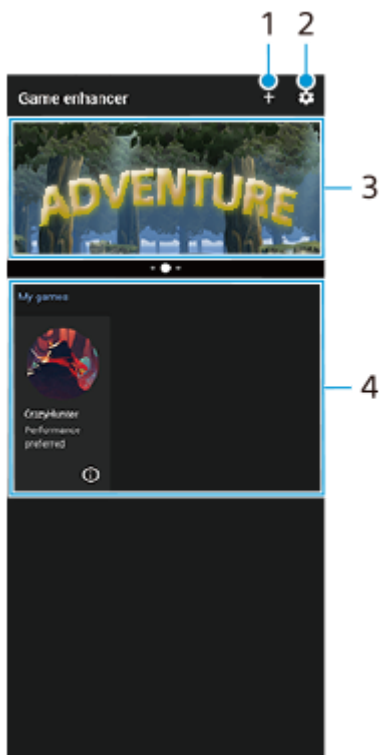 1 2
Game enhancer +
ADVENTURE
3
My games
4
CrazyHunter
Performance
preferred